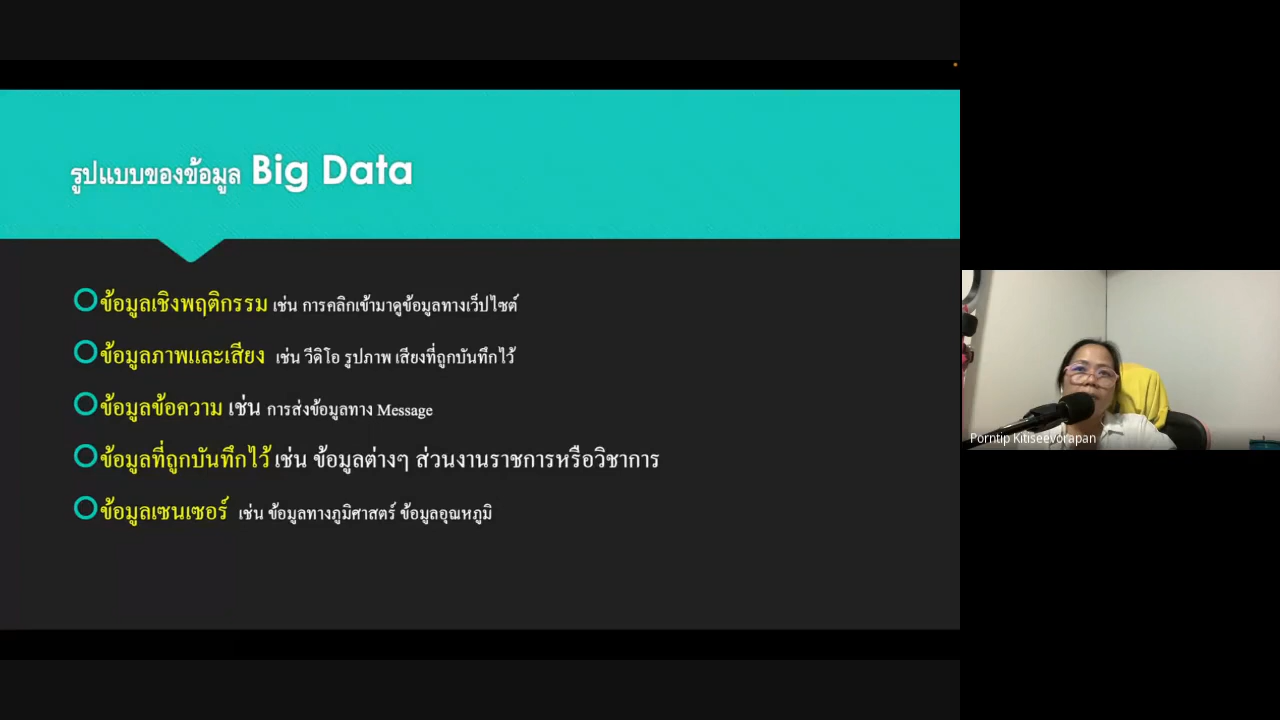 รูปแบบของข้อมูล Big Data
ข้อมูลเชิงพฤติกรรม เช่น การคลิกเข้ามาดูข้อมูลทางเว็ปไซต์
ข้อมูลภาพและเสียง เช่น วีดิโอ รูปภาพ เสียงที่ถูกบันทึกไว้
ข้อมูลข้อความ เช่น การส่งข้อมูลทาง Message
ข้อมูลที่ถูกบันทึกไว้ เช่น ข้อมูลต่างๆ ส่วนงานราชการหรือวิชาการ
ข้อมูลเซนเซอร์ เช่น ข้อมูลทางภูมิศาสตร์ ข้อมูลอุณหภูมิ
Porntip Kitiseevorapan